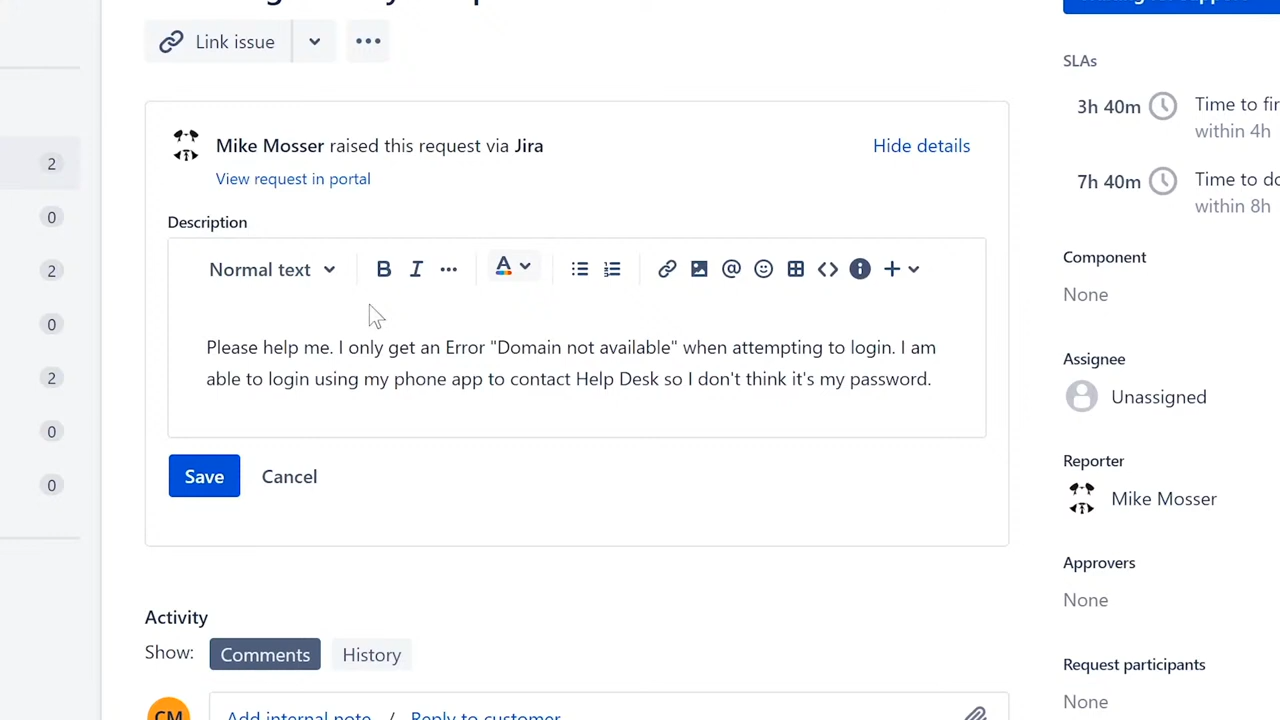 Link issue
2
0
2
0
2
0
0
Mike Mosser raised this request via Jira
Hide details
View request in portal
Description
Normal text
B I
A
Please help me. I only get an Error "Domain not available" when attempting to login. I am
able to login using my phone app to contact Help Desk so I don't think it's my password.
Save Cancel
Activity
Show: Comments History
CM
Add internal note / Reply to customer
SLAs
3h 40m Time to
within 4h
7h 40m Time to
within 8h
Component
None
Assignee
Unassigned
Reporter
Mike Mosser
Approvers
None
Request participants
None